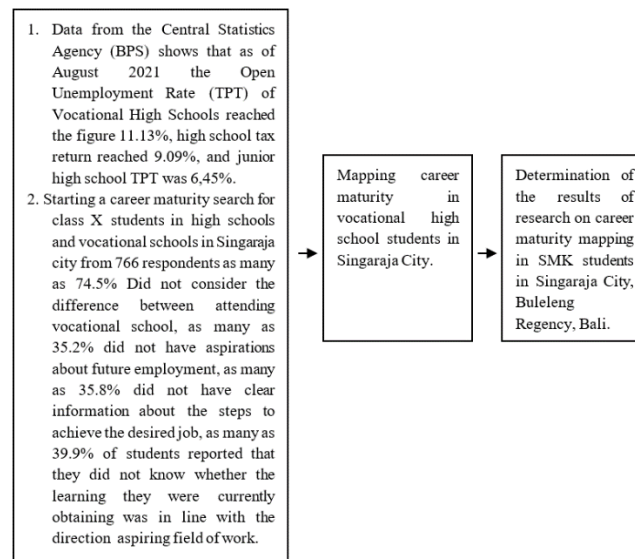 1. Data from the Central Statistics
Agency (BPS) shows that as of
August 2021 the Open
Unemployment Rate (TPT) of
Vocational High Schools reached
the figure 11.13%, high school tax
return reached 9.09%, and junior
high school TPT was 6,45%.
2. Starting a career maturity search for
class X students in high schools
and vocational schools in Singaraja
city from 766 respondents as many
as 74.5% Did not consider the
difference between attending
vocational school, as many as
35.2% did not have aspirations
about future employment, as many
as 35.8% did not have clear
information about the steps to
achieve the desired job, as many as
39.9% of students reported that
they did not know whether the
learning they were currently
obtaining was in line with the
direction aspiring field of work.
Mapping career
maturity in
vocational high
school students in
Singaraja City.
Determination of
the results of
research on career
maturity mapping
in SMK students
in Singaraja City,
Buleleng
Regency, Bali.